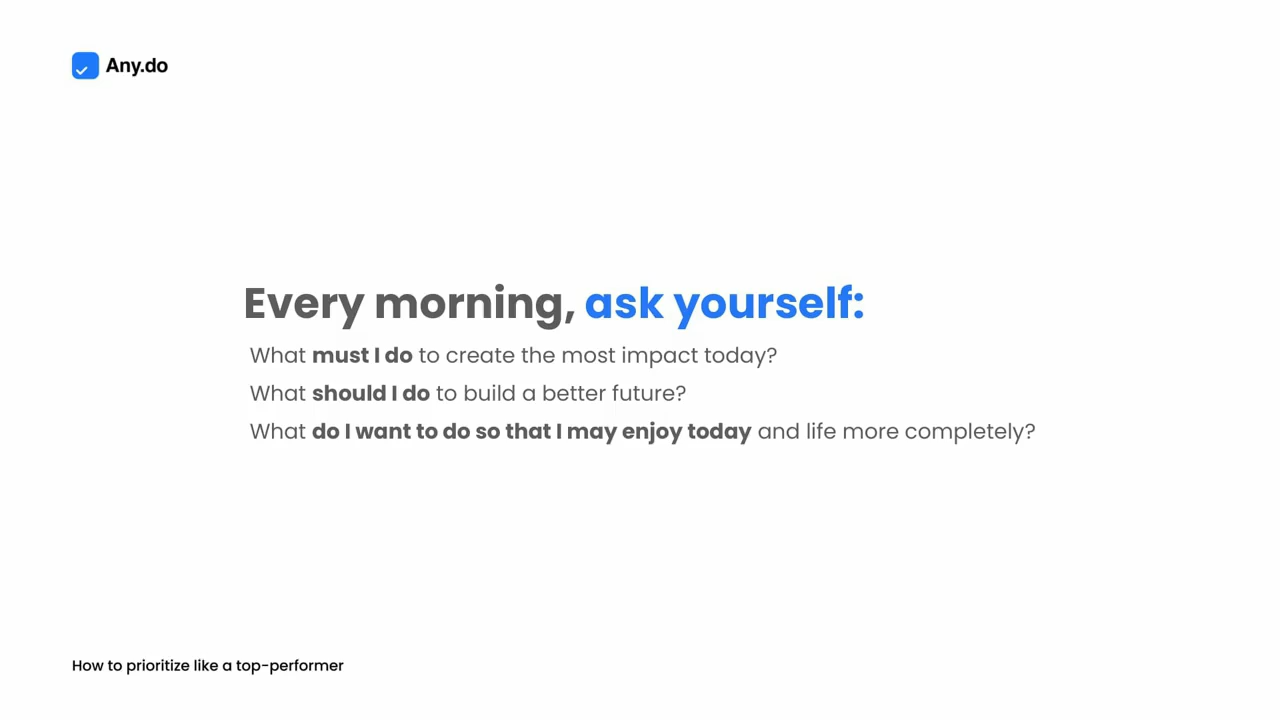 Any.do
Every morning, ask yourself:
What must I do to create the most impact today?
What should I do to build a better future?
What do I want to do so that I may enjoy today and life more completely?
How to prioritize like a top-performer